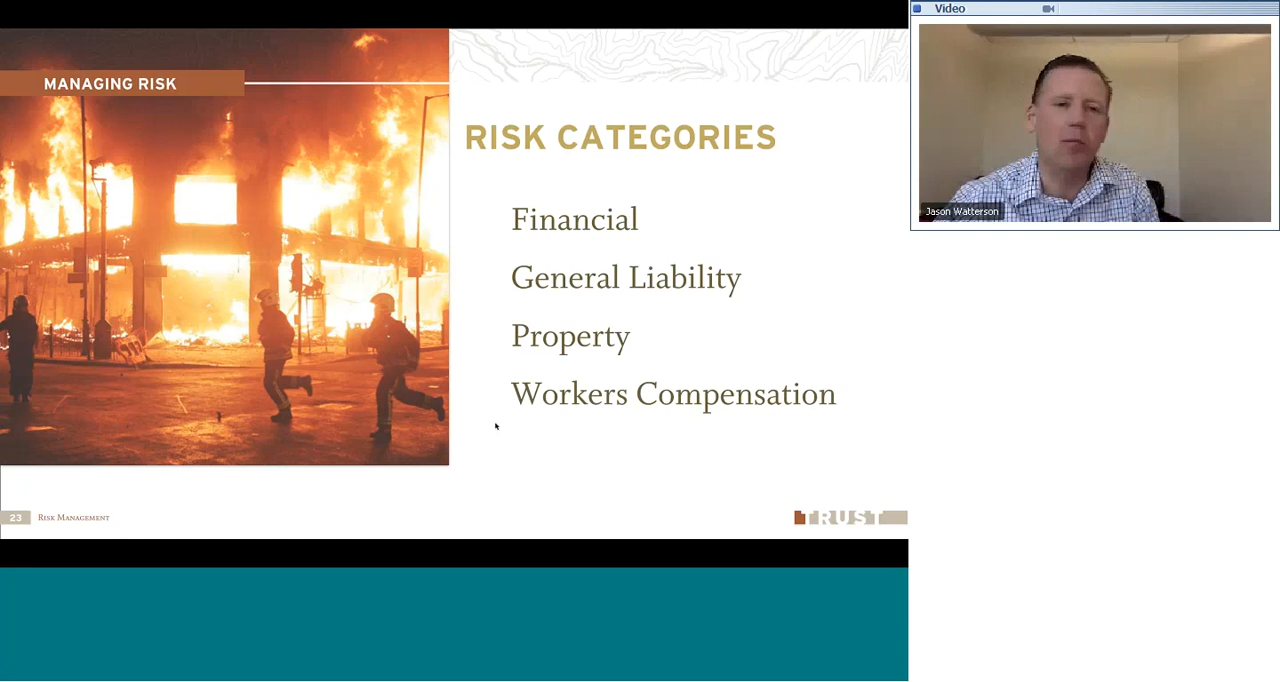 Video
MANAGING RISK
RISK CATEGORIES
Financial
General Liability
Property
Workers Compensation
Jason Watterson
23
Risk Management
TRUST